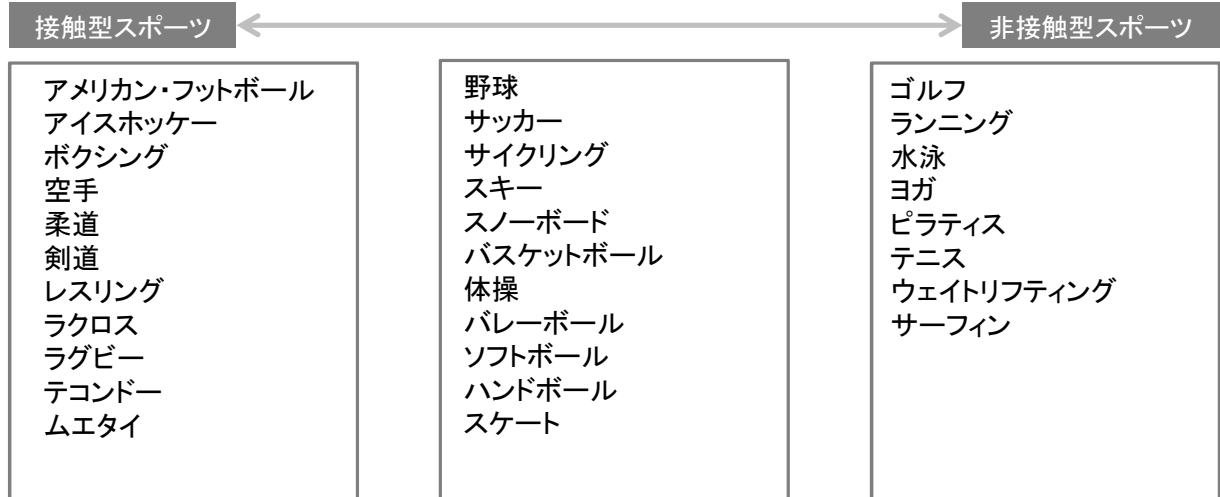 接触型スポーツ
非接触型スポーツ
アメリカン・フットボール
アイスホッケー
ボクシング
空手
柔道
剣道
レスリング
ラクロス
ラグビー
テコンドー
ムエタイ
野球
サッカー
サイクリング
スキー
スノーボード
バスケットボール
体操
バレーボール
ソフトボール
ハンドボール
スケート
ゴルフ
ランニング
水泳
ヨガ
ピラティス
テニス
ウェイトリフティング
サーフィン